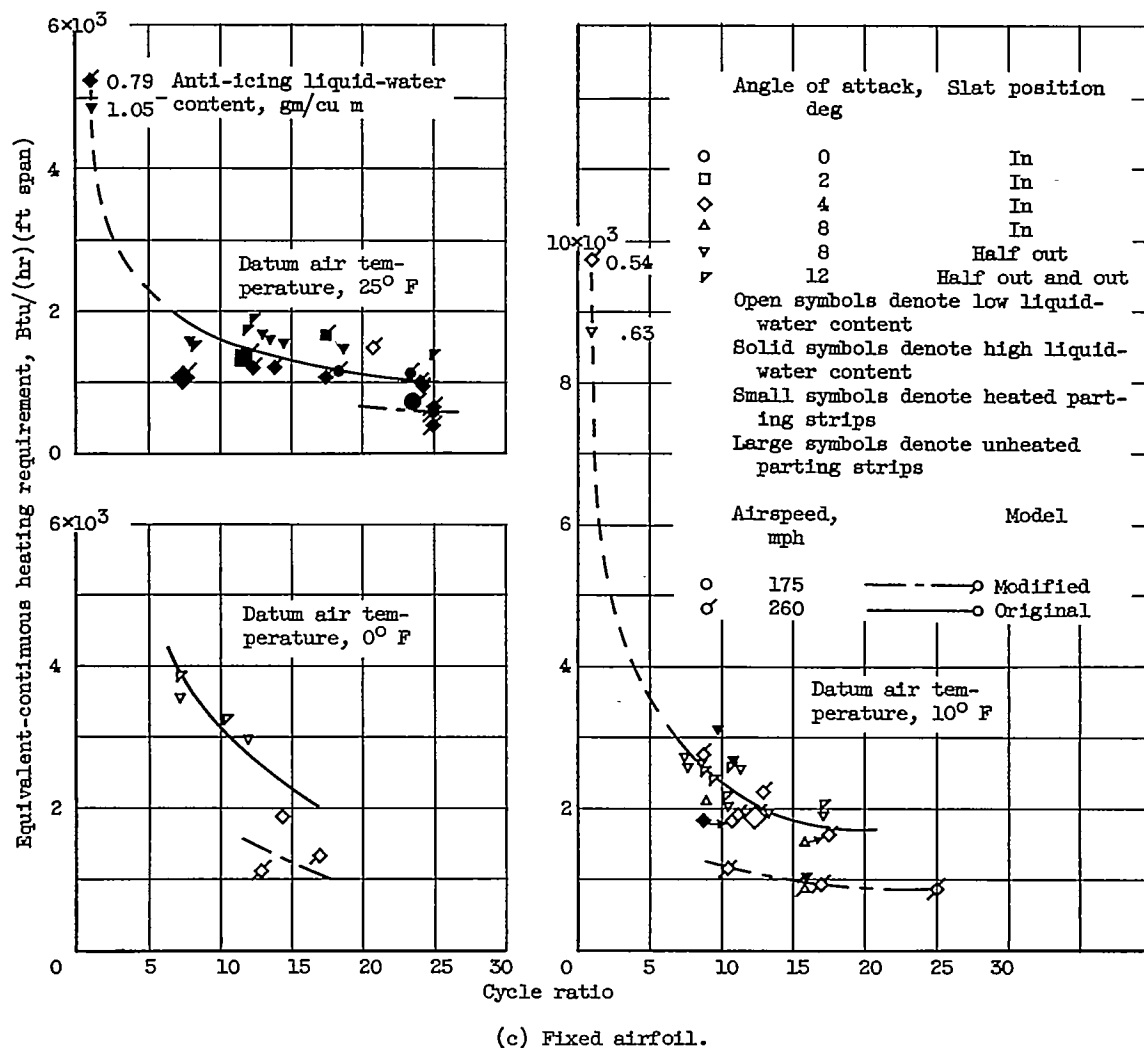 6×10³
0.79 Anti-icing liquid-water
1.05 content, gm/cu m
4
Datum air tem-
perature, 25° F
2
0
5 10 15 20 25 30
Equivalent-continuous heating requirement, Btu/(hr)(ft span)
6×10³
Datum air tem-
perature, 0° F
4
2
0 5 10 15 20 25 30
Angle of attack, Slat position
deg
0 In
2 In
4 In
8 In
8 Half out
12 Half out and out
Open symbols denote low liquid-
water content
Solid symbols denote high liquid-
water content
Small symbols denote heated part-
ing strips
Large symbols denote unheated
parting strips
Airspeed, Model
mph
175 Modified
260 Original
10×10³
0.54
.63
8
6
4
Datum air tem-
perature, 10° F
2
0 5 10 15 20 25 30
Cycle ratio
(c) Fixed airfoil.